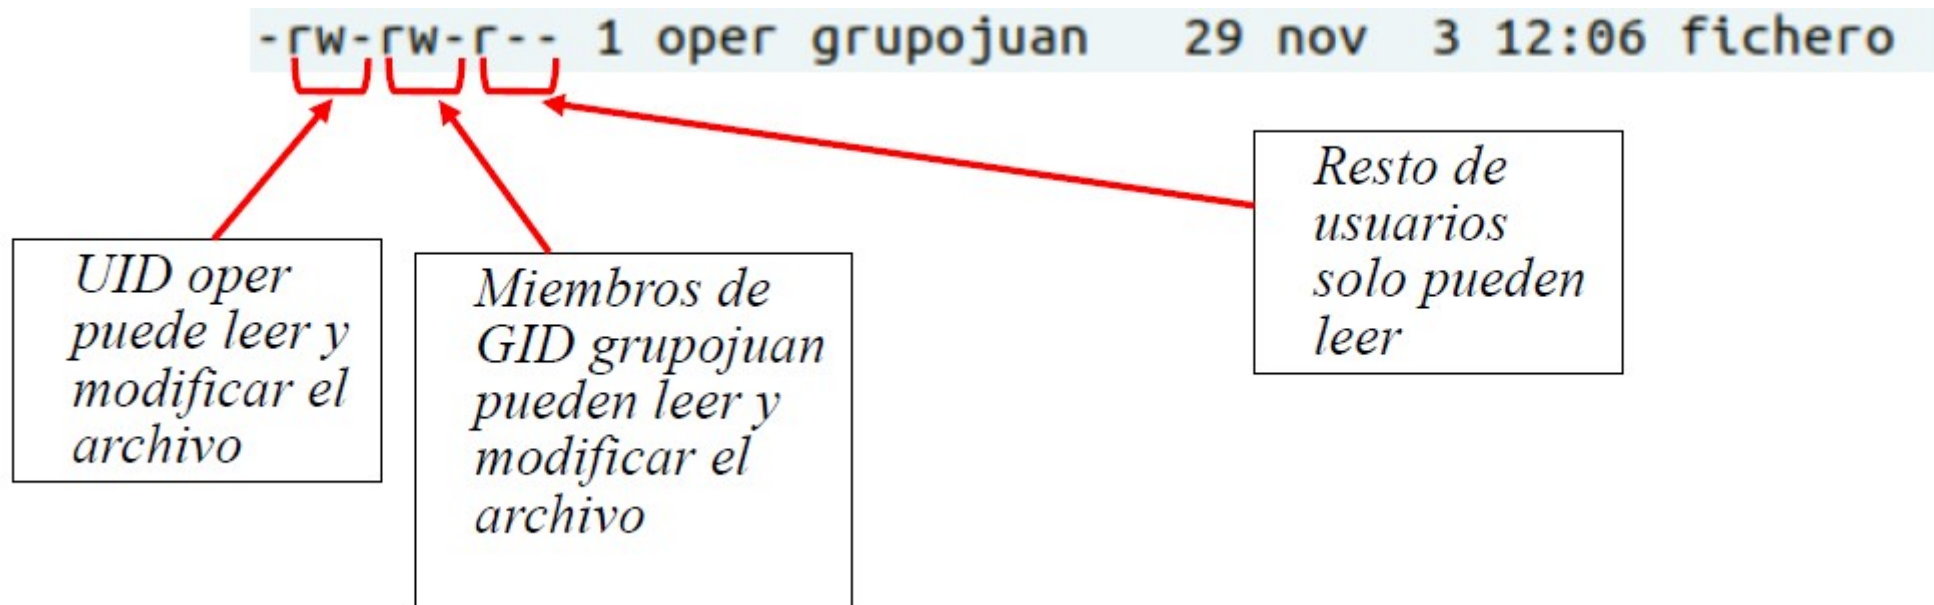 -rw-rw-r-- 1 oper grupojuan   29 nov  3 12:06 fichero
UID oper
puede leer y
modificar el
archivo
Miembros de
GID grupojuan
pueden leer y
modificar el
archivo
Resto de
usuarios
solo pueden
leer